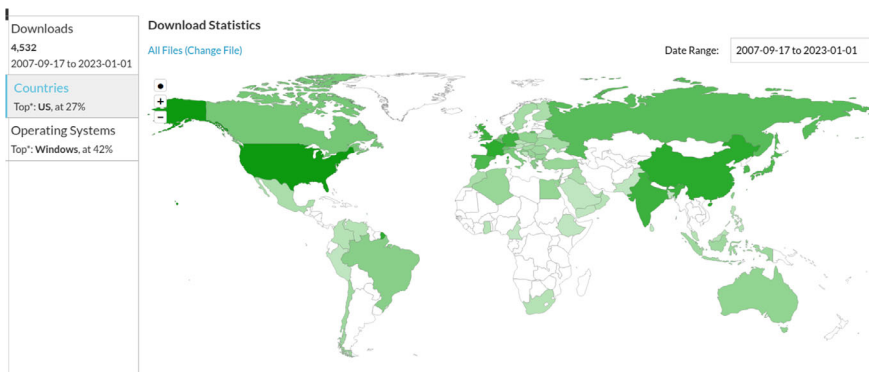 Downloads
4,532
2007-09-17 to 2023-01-01
Countries
Top*: US, at 27%
Operating Systems
Top*: Windows, at 42%
Download Statistics
All Files (Change File)
Date Range:
2007-09-17 to 2023-01-01
+
−